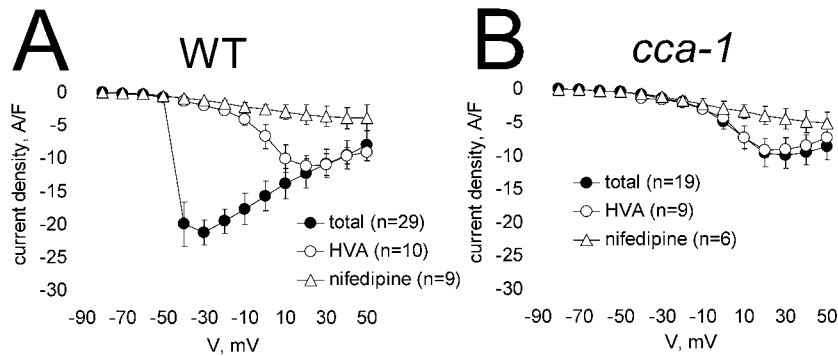 A
WT
current density, A/F
0
-5
-10
-15
-20
-25
-30
total (n=29)
HVA (n=10)
nifedipine (n=9)
-90 -70 -50 -30 -10 10 30 50
V, mV
B
cca-1
current density, A/F
0
-5
-10
-15
-20
-25
-30
total (n=19)
HVA (n=9)
nifedipine (n=6)
-90 -70 -50 -30 -10 10 30 50
V, mV